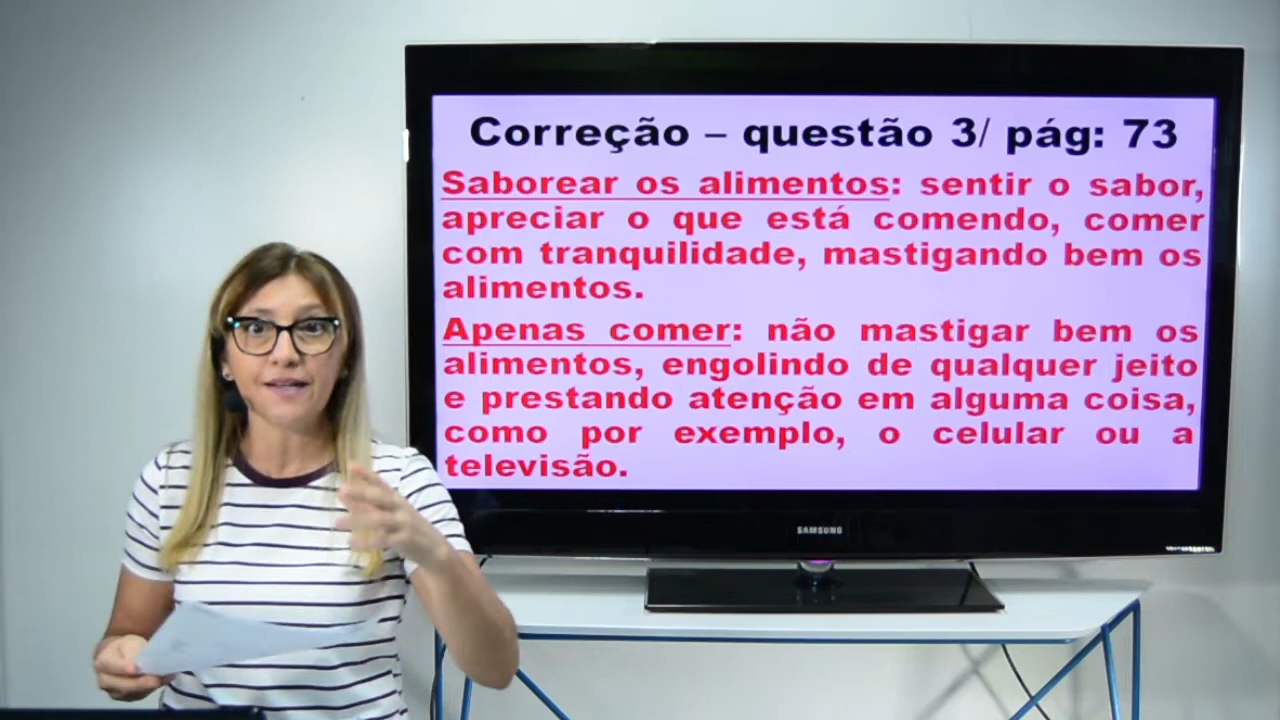 Correção – questão 3/ pág: 73
Saborear os alimentos: sentir o sabor,
apreciar o que está comendo, comer
com tranquilidade, mastigando bem os
alimentos.
Apenas comer: não mastigar bem os
alimentos, engolindo de qualquer jeito
e prestando atenção em alguma coisa,
como por exemplo, o celular ou a
televisão.
SAMSUNG